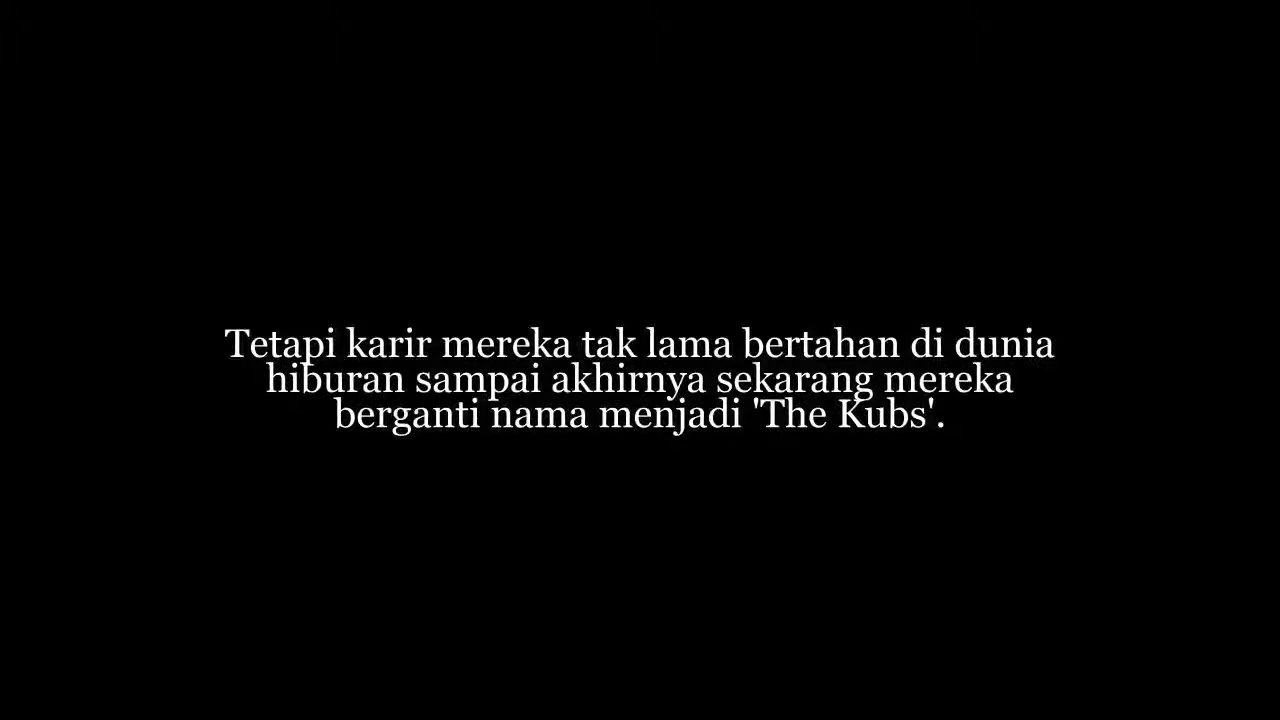 Tetapi karir mereka tak lama bertahan di dunia
hiburan sampai akhirnya sekarang mereka
berganti nama menjadi 'The Kubs'.